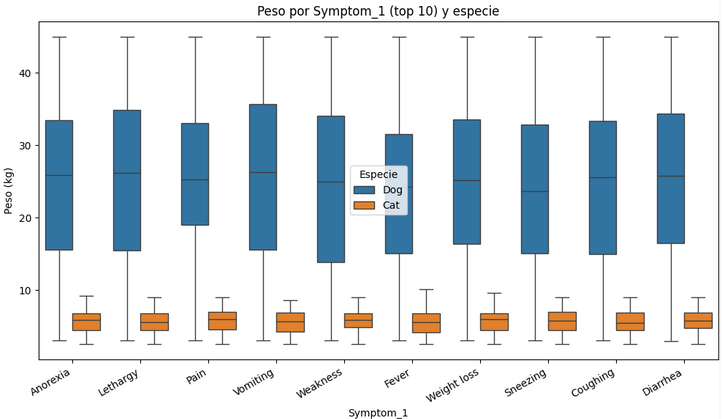 Peso por Symptom_1 (top 10) y especie
Peso (kg)
40
30
20
10
Especie
Dog
Cat
Anorexia
Lethargy
Pain
Vomiting
Weakness
Fever
Weight loss
Sneezing
Coughing
Diarrhea
Symptom_1